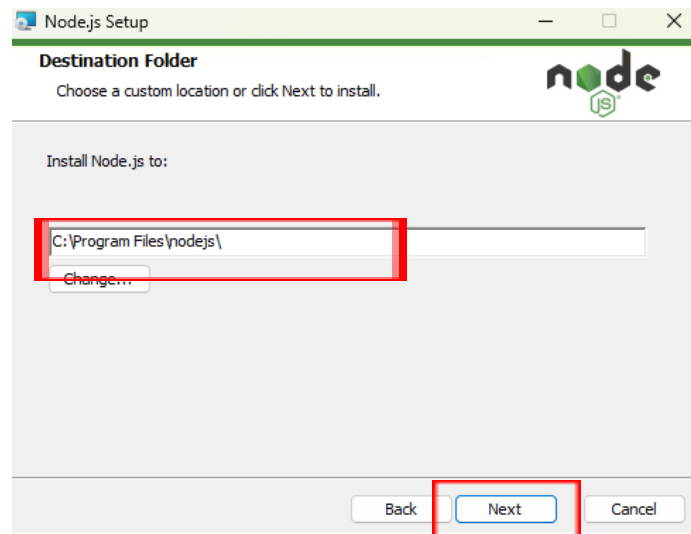 Node.js Setup
Destination Folder
Choose a custom location or click Next to install.
node
JS
Install Node.js to:
C:\Program Files\nodejs\
Change...
Back Next Cancel